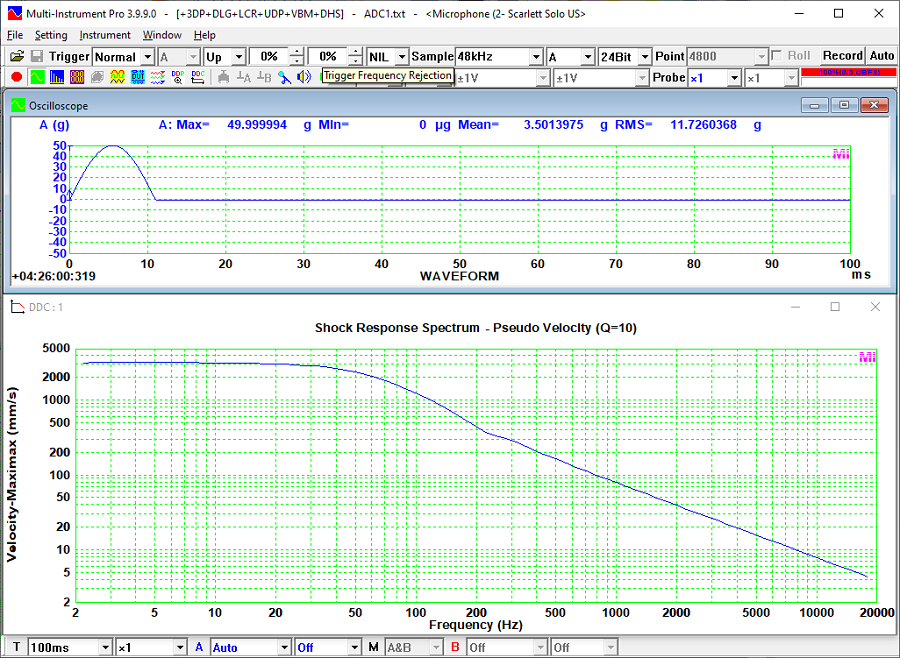 Multi-Instrument Pro 3.9.9.0 - [+3DP+DLG+LCR+UDP+VBM+DHS] - ADC1.txt - <Microphone (2- Scarlett Solo US>
File Setting Instrument Window Help
Trigger Normal A Up 0% 0% NIL Sample 48kHz A 24Bit Point 4800 Roll Record Auto
Trigger Frequency Rejection ±1V ±1V Probe ×1 ×1
Oscilloscope
A (g) A: Max= 49.999994 g Min= 0 µg Mean= 3.5013975 g RMS= 11.7260368 g
50
40
30
20
10
0
-10
-20
-30
-40
-50
Mi
0 10 20 30 40 50 60 70 80 90 100
+04:26:00:319 WAVEFORM ms
DDC: 1
Shock Response Spectrum - Pseudo Velocity (Q=10)
Velocity-Maximax (mm/s)
5000
2000
1000
500
200
100
50
20
10
5
2
Mi
2 5 10 20 50 100 200 500 1000 2000 5000 10000 20000
Frequency (Hz)
T 100ms ×1 A Auto Off M A&B B Off Off